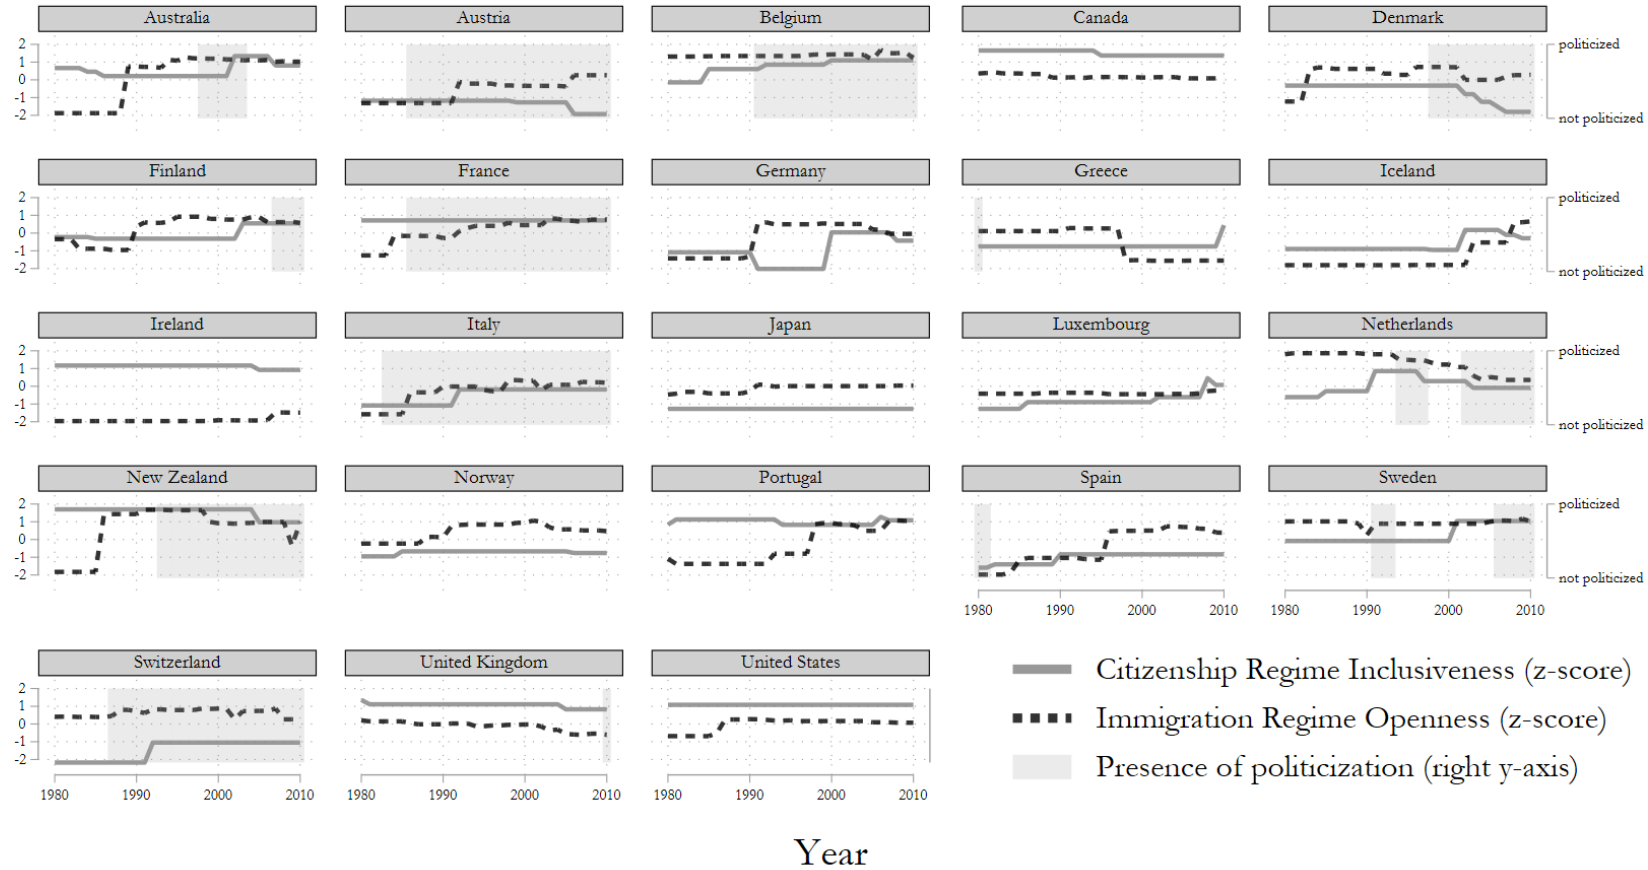 Australia Austria Belgium Canada Denmark
2 politicized
1
0
-1
-2 not politicized
Finland France Germany Greece Iceland
2 politicized
1
0
-1
-2 not politicized
Ireland Italy Japan Luxembourg Netherlands
2 politicized
1
0
-1
-2 not politicized
New Zealand Norway Portugal Spain Sweden
2 politicized
1
0
-1
-2 not politicized
1980 1990 2000 2010 1980 1990 2000 2010
Switzerland United Kingdom United States
2
1
0
-1
-2
1980 1990 2000 2010 1980 1990 2000 2010 1980 1990 2000 2010
Citizenship Regime Inclusiveness (z-score)
Immigration Regime Openness (z-score)
Presence of politicization (right y-axis)
Year